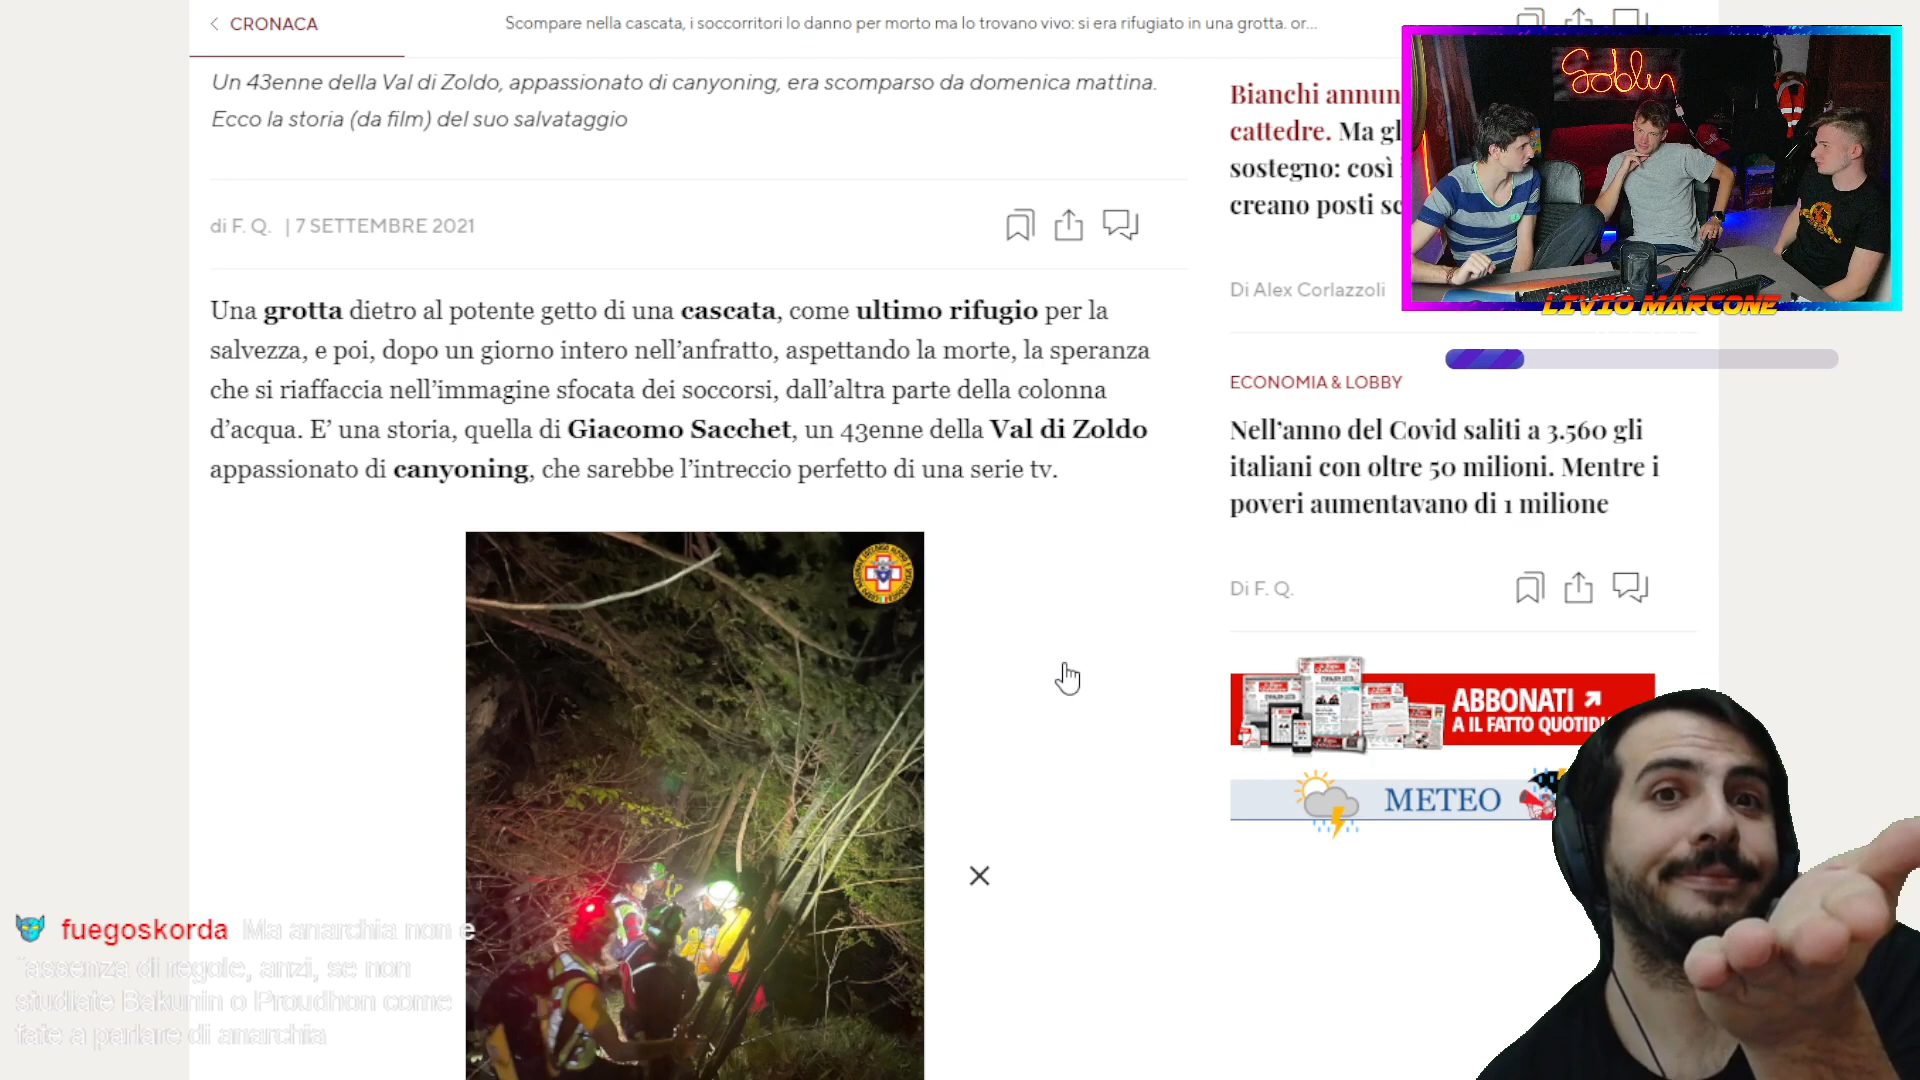 CRONACA
Scompare nella cascata, i soccorritori lo danno per morto ma lo trovano vivo: si era rifugiato in una grotta. or...
Un 43enne della Val di Zoldo, appassionato di canyoning, era scomparso da domenica mattina.
Ecco la storia (da film) del suo salvataggio
di F. Q. | 7 SETTEMBRE 2021
Una grotta dietro al potente getto di una cascata, come ultimo rifugio per la
salvezza, e poi, dopo un giorno intero nell'anfratto, aspettando la morte, la speranza
che si riaffaccia nell'immagine sfocata dei soccorsi, dall'altra parte della colonna
d'acqua. E' una storia, quella di Giacomo Sacchet, un 43enne della Val di Zoldo
appassionato di canyoning, che sarebbe l'intreccio perfetto di una serie tv.
Bianchi annun
cattedre. Ma gl
sostegno: così
creano posti sc
Di Alex Corlazzoli
Soblin
LIVIO MARCONE
ECONOMIA & LOBBY
Nell'anno del Covid saliti a 3.560 gli
italiani con oltre 50 milioni. Mentre i
poveri aumentavano di 1 milione
Di F. Q.
ABBONATI
A IL FATTO QUOTIDI
METEO
fuegoskorda Ma anarchia non e
'assenza di regole, anzi, se non
studiate Bakunin o Proudhon come
fate a parlare di anarchia